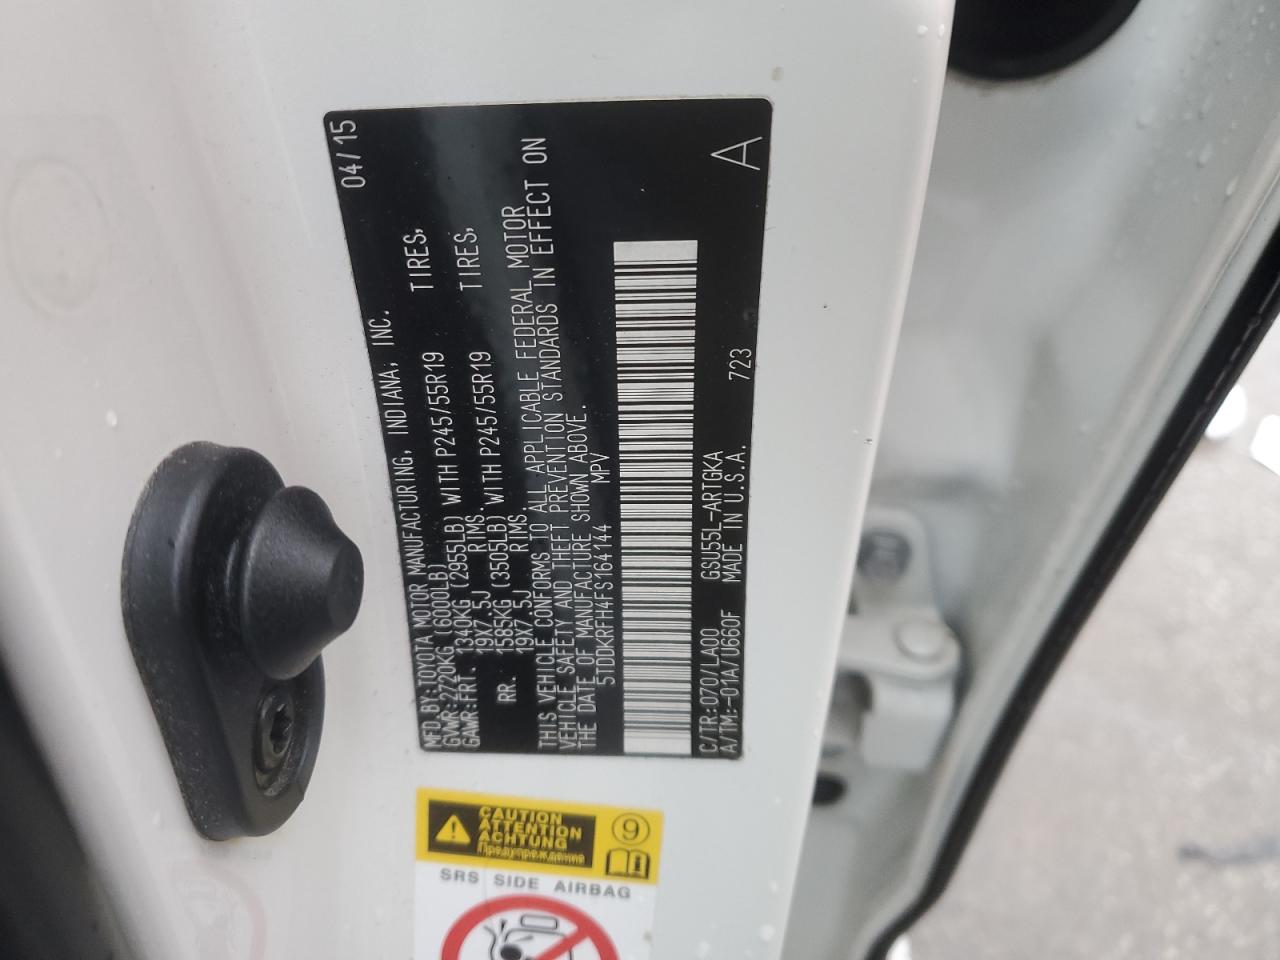 04/15
MFD.BY:TOYOTA MOTOR MANUFACTURING, INDIANA, INC.
GVWR:2720KG (6000LB)
GAWR:FRT. 1340KG (2955LB) WITH P245/55R19 TIRES,
19X7.5J RIMS.
RR. 1585KG (3505LB) WITH P245/55R19 TIRES,
19X7.5J RIMS.
THIS VEHICLE CONFORMS TO ALL APPLICABLE FEDERAL MOTOR
VEHICLE SAFETY AND THEFT PREVENTION STANDARDS IN EFFECT ON
THE DATE OF MANUFACTURE SHOWN ABOVE.
5TDDKRFH4FS164144 MPV
C/TR:070/LA00 GSU55L-ARTGKA 723
A/TM:-01A/U660F MADE IN U.S.A.
A
CAUTION
ATTENTION
ACHTUNG
Предупреждение
9
SRS SIDE AIRBAG